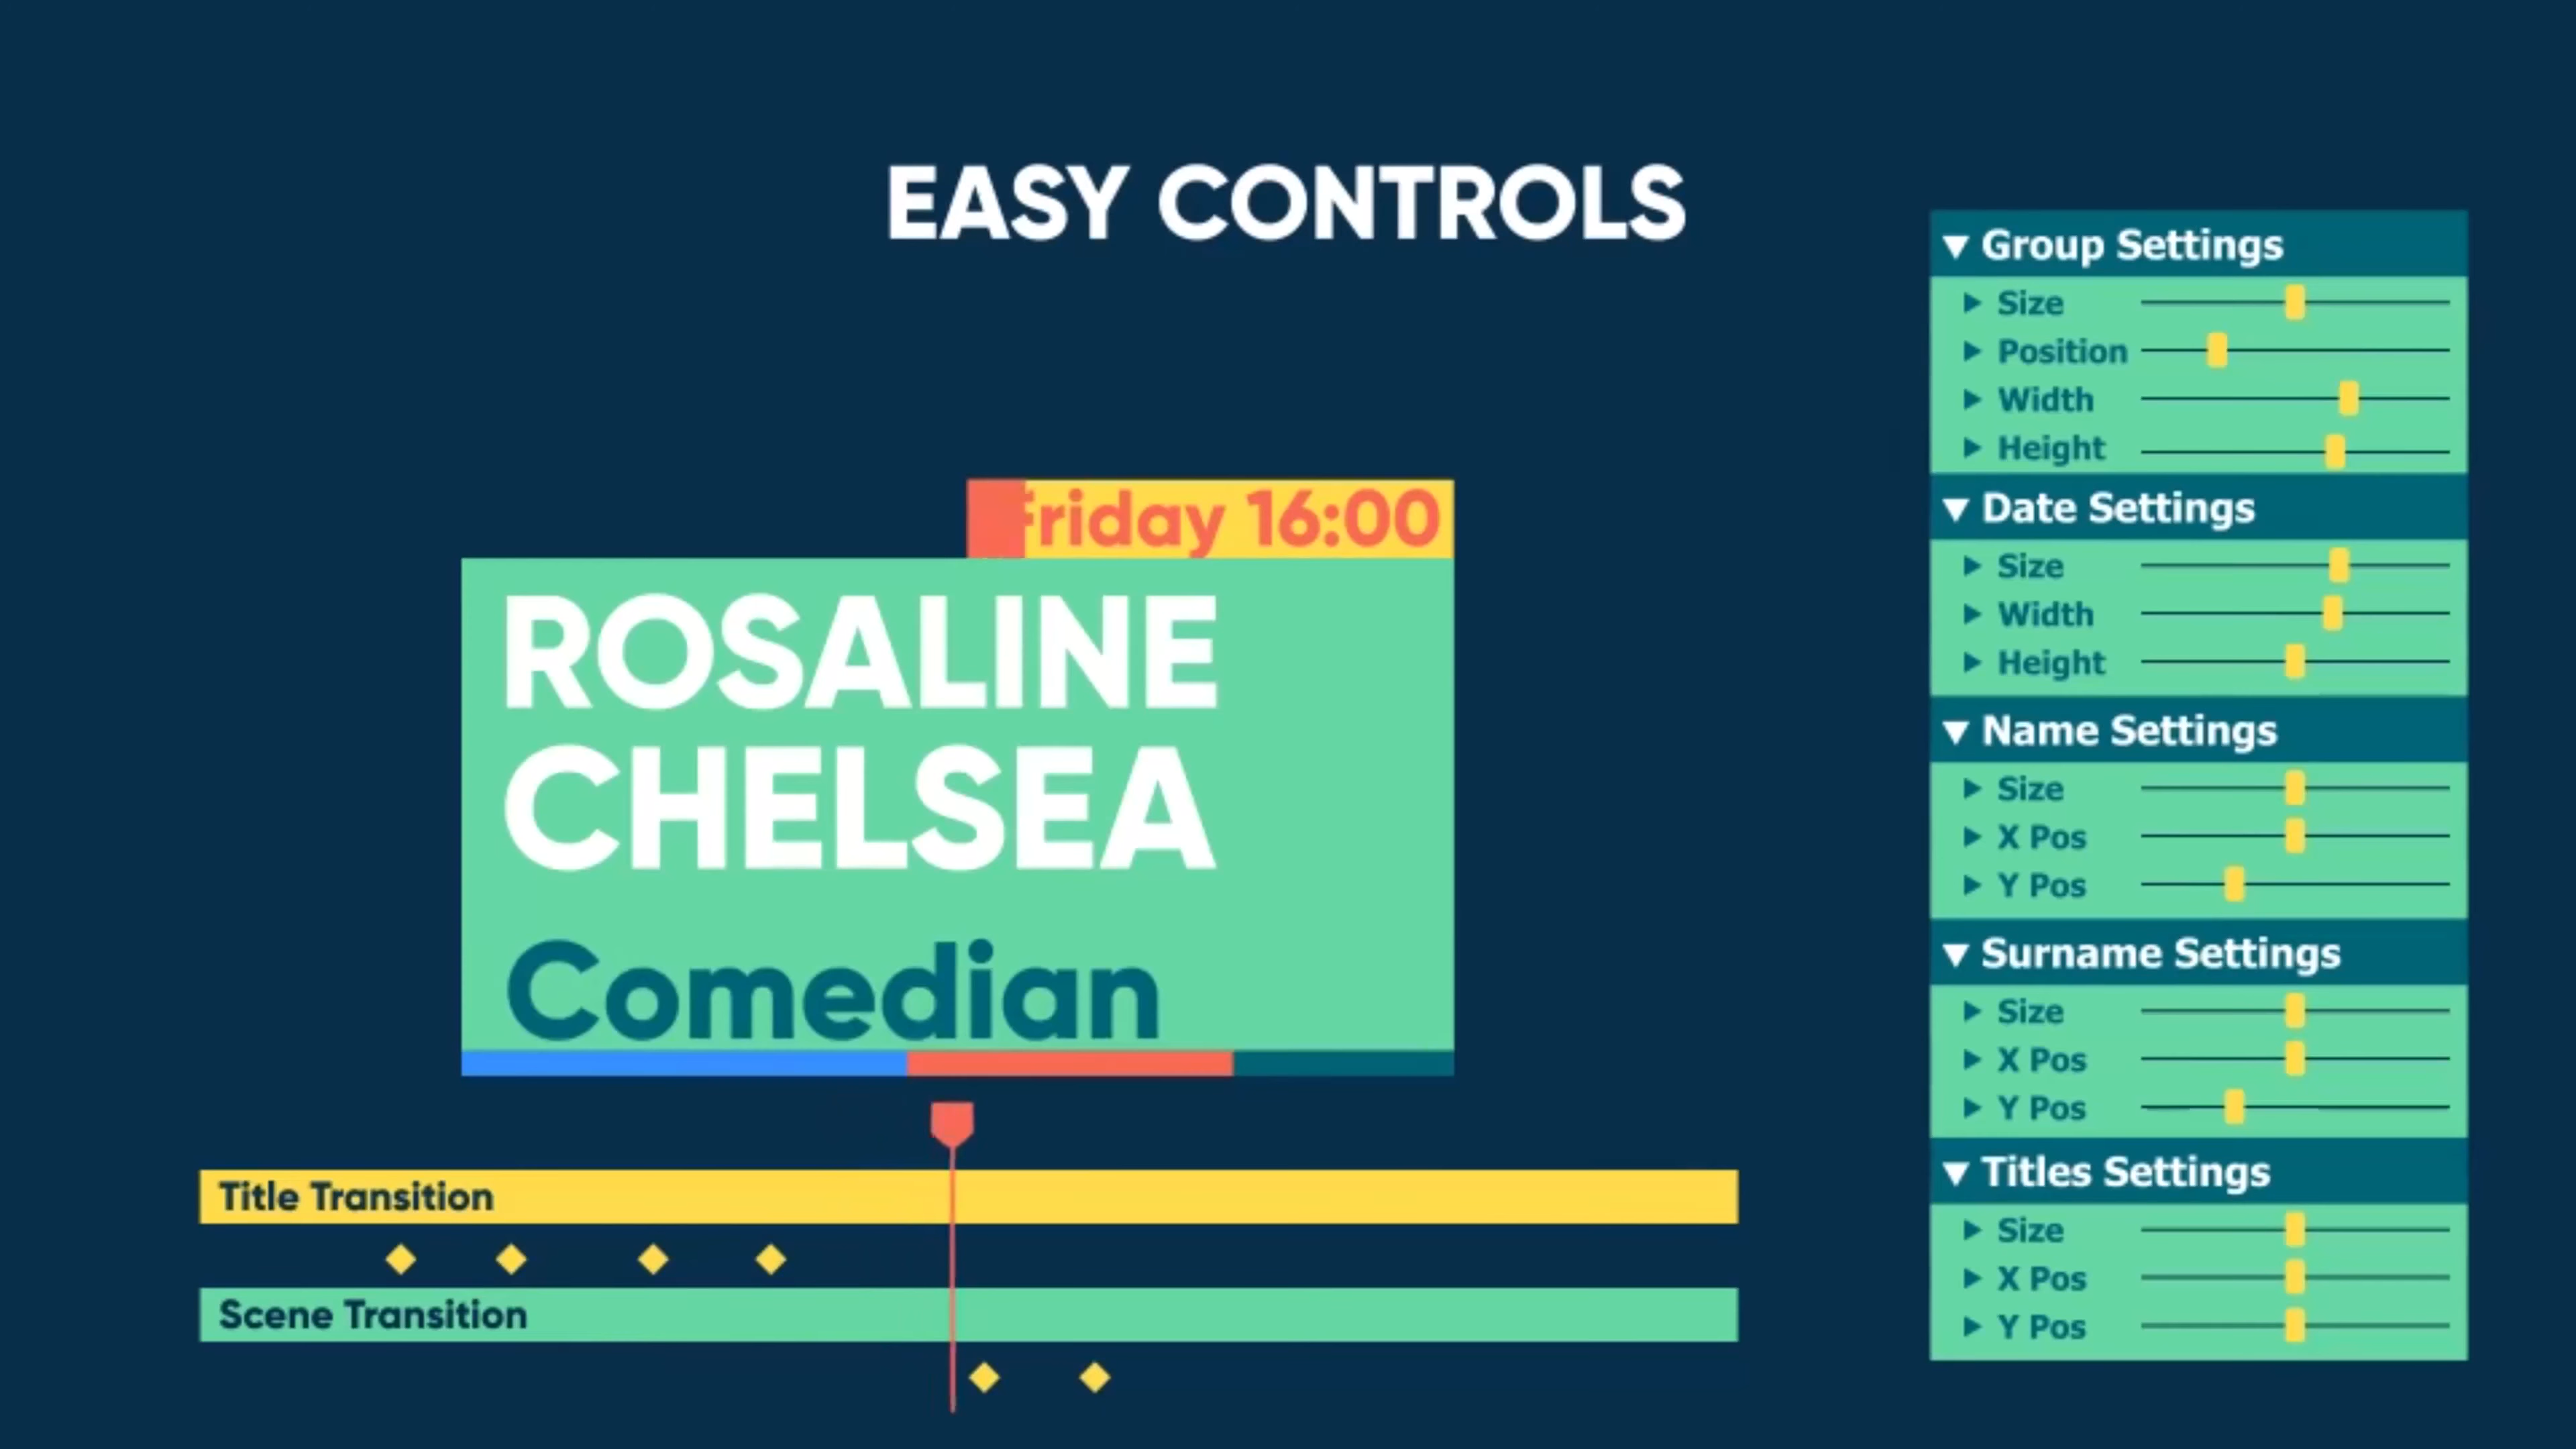 EASY CONTROLS
Friday 16:00
ROSALINE
CHELSEA
Comedian
Title Transition
Scene Transition
Group Settings
Size
Position
Width
Height
Date Settings
Size
Width
Height
Name Settings
Size
X Pos
Y Pos
Surname Settings
Size
X Pos
Y Pos
Titles Settings
Size
X Pos
Y Pos